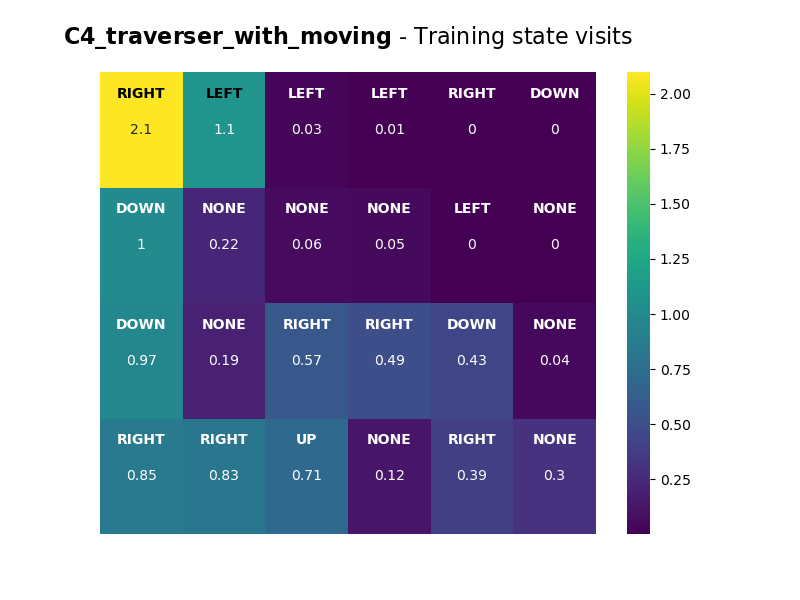 C4_traverser_with_moving - Training state visits
RIGHT LEFT LEFT LEFT RIGHT DOWN
2.1 1.1 0.03 0.01 0 0
DOWN NONE NONE NONE LEFT NONE
1 0.22 0.06 0.05 0 0
DOWN NONE RIGHT RIGHT DOWN NONE
0.97 0.19 0.57 0.49 0.43 0.04
RIGHT RIGHT UP NONE RIGHT NONE
0.85 0.83 0.71 0.12 0.39 0.3
2.00
1.75
1.50
1.25
1.00
0.75
0.50
0.25